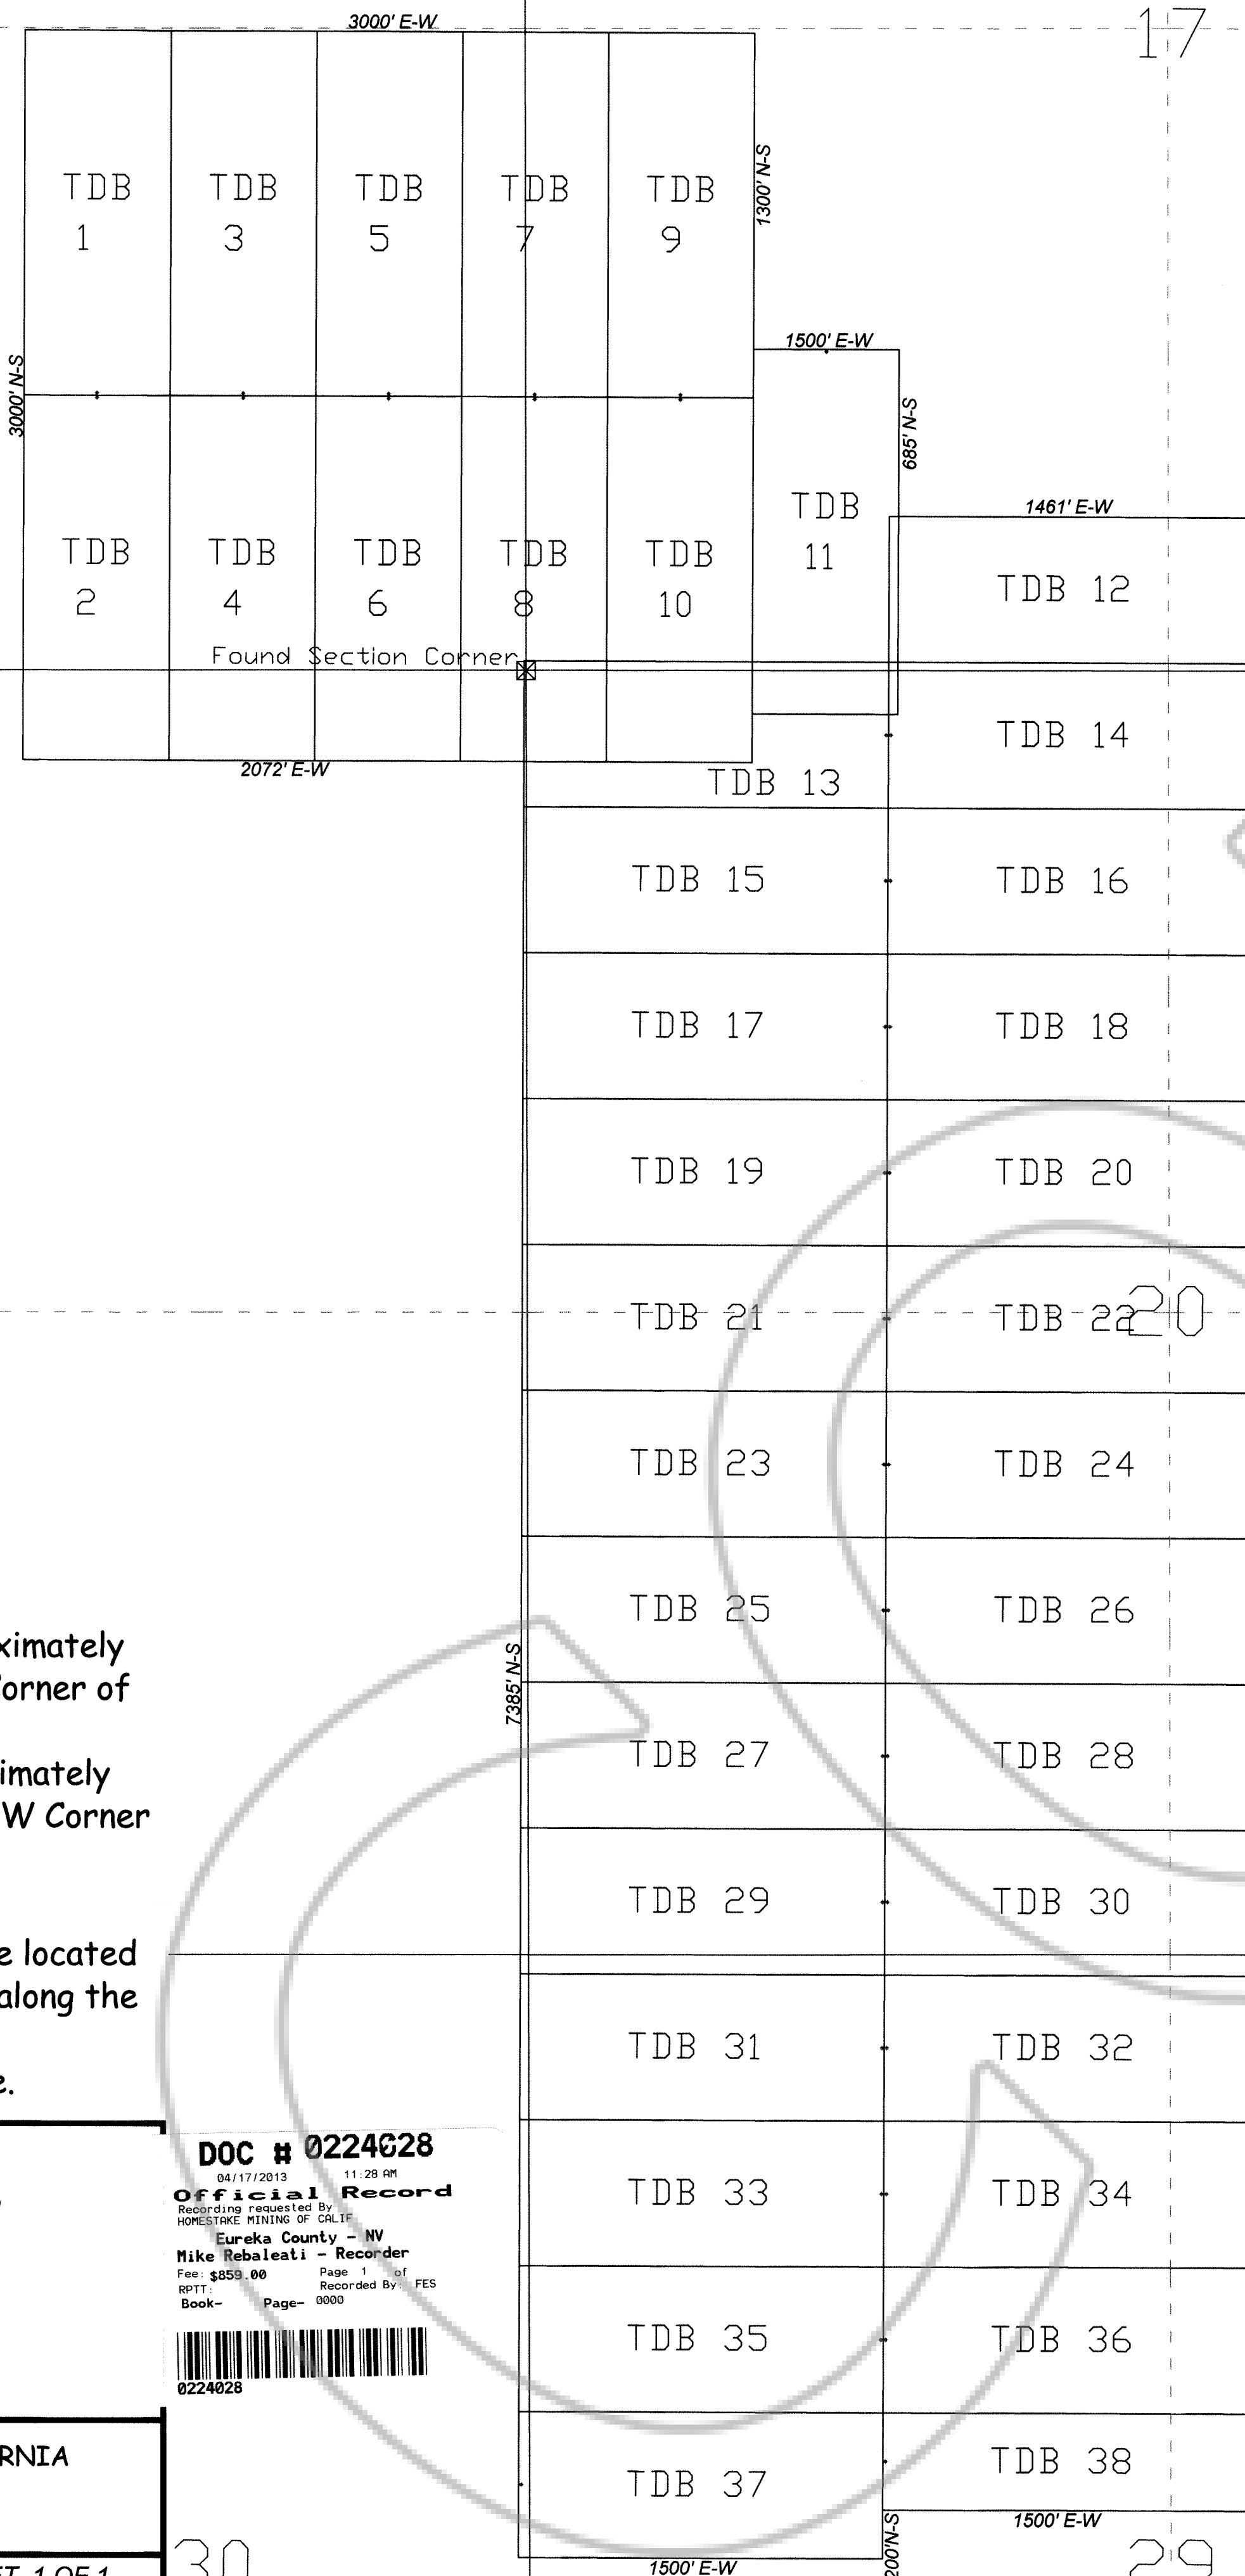 3000' E-W
17
TDB 1
TDB 3
TDB 5
TDB 7
TDB 9
1300' N-S
3000' N-S
1500' E-W
685' N-S
TDB 11
1461' E-W
TDB 2
TDB 4
TDB 6
TDB 8
TDB 10
TDB 12
Found Section Corner
2072' E-W
TDB 13
TDB 14
TDB 15
TDB 16
TDB 17
TDB 18
TDB 19
TDB 20
TDB 21
TDB 22
20
TDB 23
TDB 24
TDB 25
TDB 26
7385' N-S
TDB 27
TDB 28
TDB 29
TDB 30
TDB 31
TDB 32
TDB 33
TDB 34
TDB 35
TDB 36
TDB 37
TDB 38
1500' E-W
200' N-S
1500' E-W
30
29
ximately
Corner of
imately
W Corner
e located
along the
e.
DOC # 0224028
04/17/2013 11:28 AM
Official Record
Recording requested By
HOMESTAKE MINING OF CALIF
Eureka County - NV
Mike Rebaleati - Recorder
Fee: $859.00 Page 1 of
RPTT: Recorded By: FES
Book- Page- 0000
0224028
RNIA
ET 1 OF 1